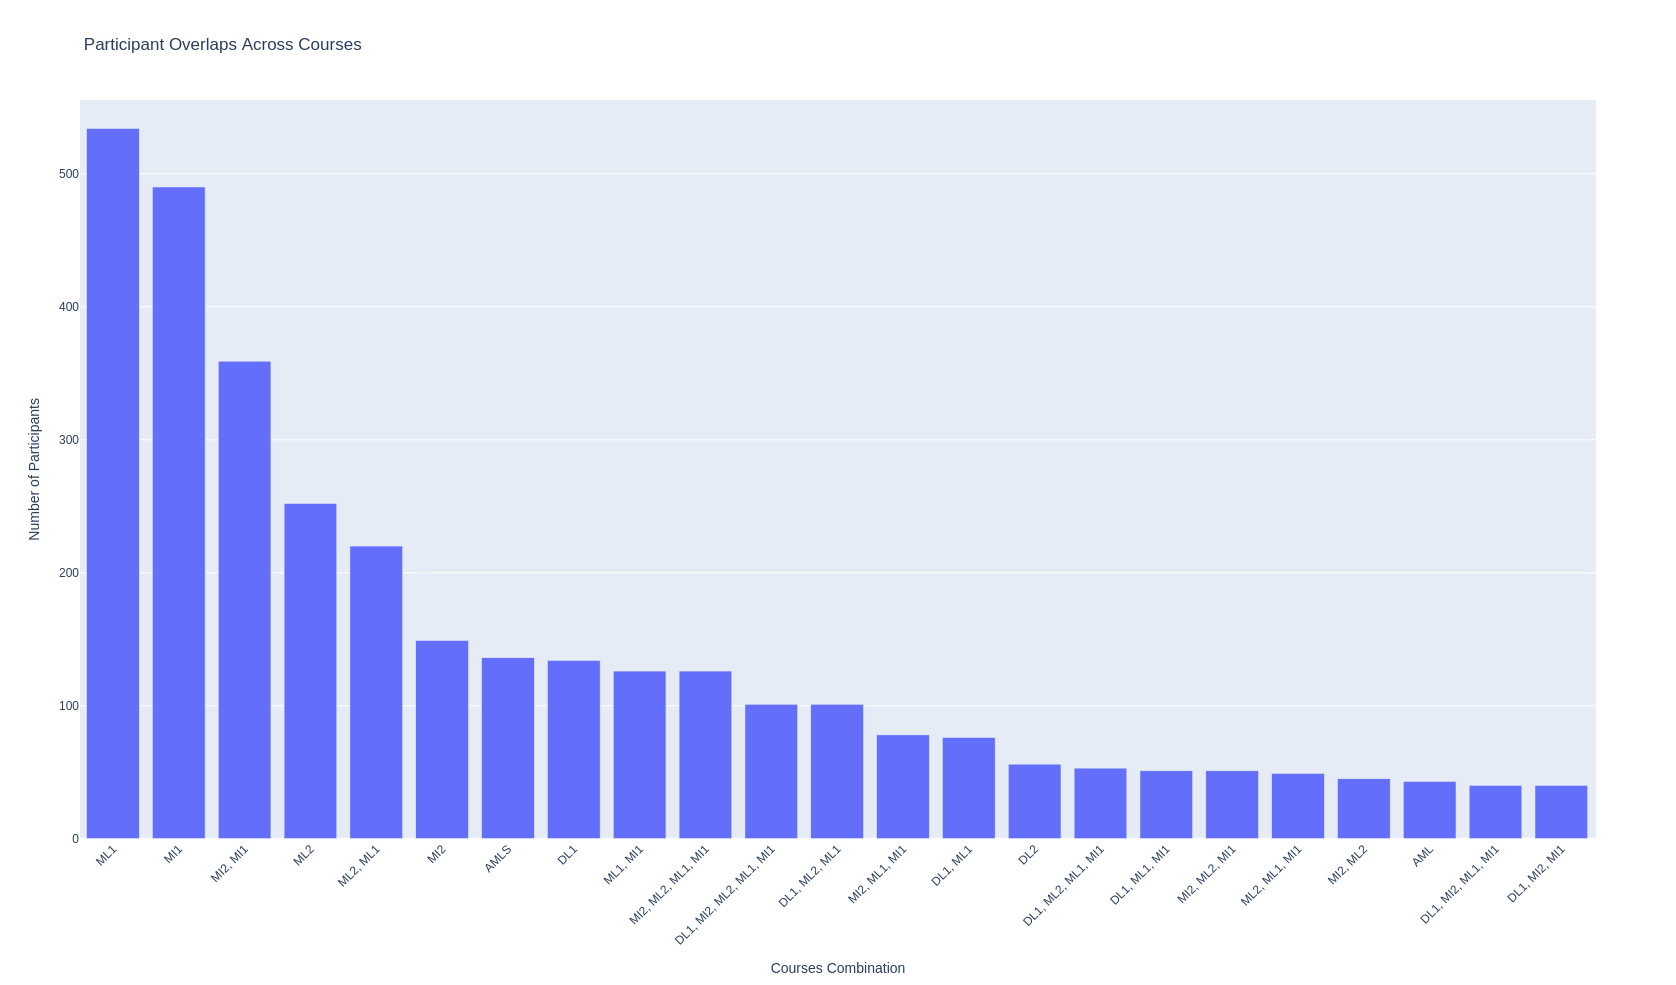 Participant Overlaps Across Courses
Number of Participants
500
400
300
200
100
0
ML1
MI1
MI2, MI1
ML2
ML2, ML1
MI2
AMLS
DL1
ML1, MI1
MI2, ML2, ML1, MI1
DL1, MI2, ML2, ML1, MI1
DL1, ML2, ML1
MI2, ML1, MI1
DL1, ML1
DL2
DL1, ML2, ML1, MI1
DL1, ML1, MI1
MI2, ML2, MI1
ML2, ML1, MI1
MI2, ML2
AML
DL1, MI2, ML1, MI1
DL1, MI2, MI1
Courses Combination